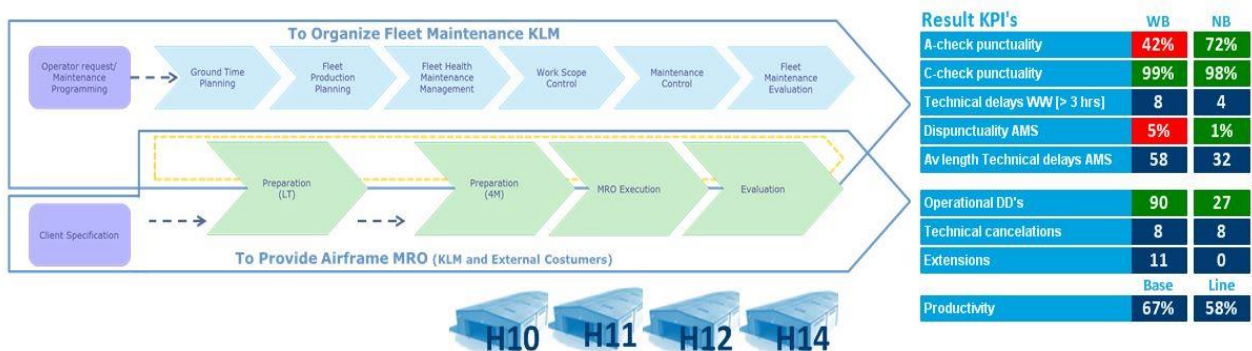 To Organize Fleet Maintenance KLM
Operator request/
Maintenance
Programming
Ground Time
Planning
Fleet
Production
Planning
Fleet Health
Maintenance
Management
Work Scope
Control
Maintenance
Control
Fleet
Maintenance
Evaluation
Preparation
(LT)
Preparation
(4M)
MRO Execution
Evaluation
Client Specification
To Provide Airframe MRO (KLM and External Costumers)
H10 H11 H12 H14
Result KPI's WB NB
A-check punctuality 42% 72%
C-check punctuality 99% 98%
Technical delays WW [> 3 hrs] 8 4
Dispunctuality AMS 5% 1%
Av length Technical delays AMS 58 32
Operational DD's 90 27
Technical cancelations 8 8
Extensions 11 0
Base Line
Productivity 67% 58%